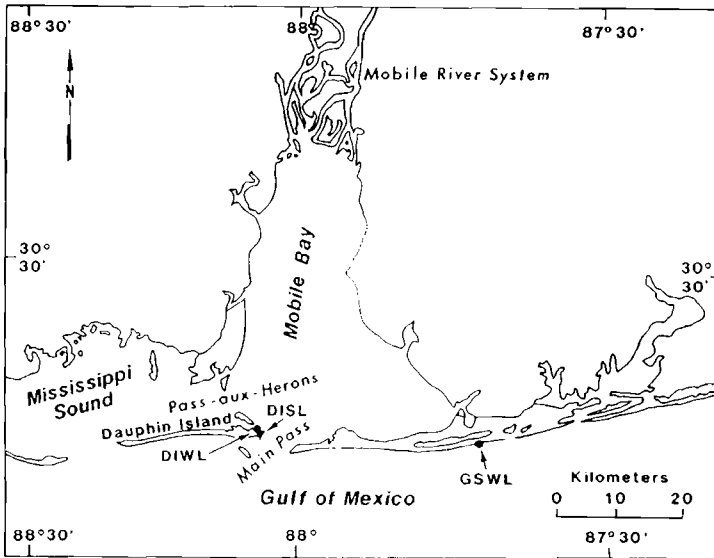 88°30'
88°
87°30'
Mobile River System
N
30°
30'
30°
30'
Mobile Bay
Mississippi
Sound
Pass-aux-Herons
DISL
Dauphin Island
DIWL
Main Pass
GSWL
Gulf of Mexico
Kilometers
0 10 20
88°30'
88°
87°30'